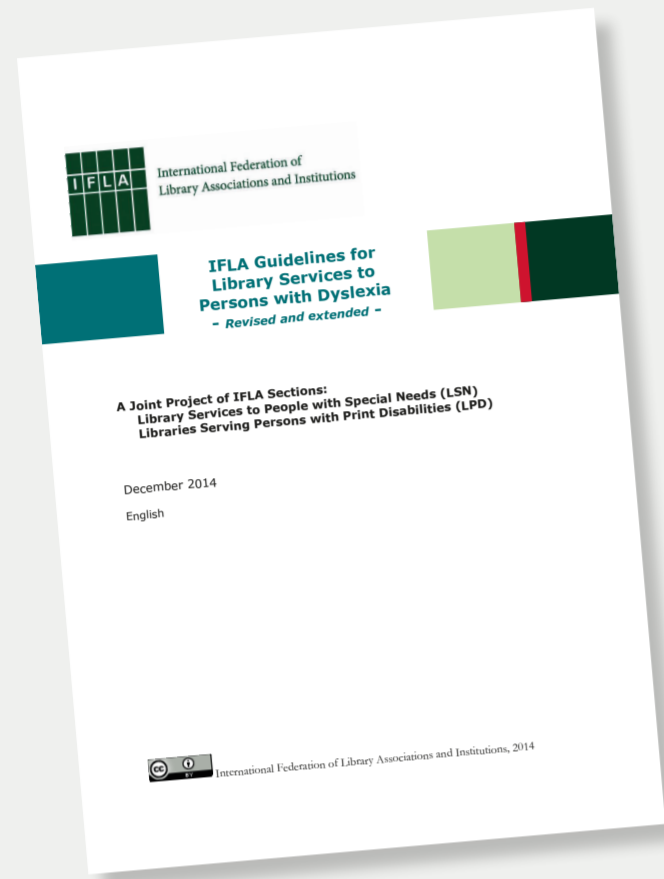 IFLA
International Federation of
Library Associations and Institutions
IFLA Guidelines for
Library Services to
Persons with Dyslexia
- Revised and extended -
A Joint Project of IFLA Sections:
Library Services to People with Special Needs (LSN)
Libraries Serving Persons with Print Disabilities (LPD)
December 2014
English
cc BY International Federation of Library Associations and Institutions, 2014